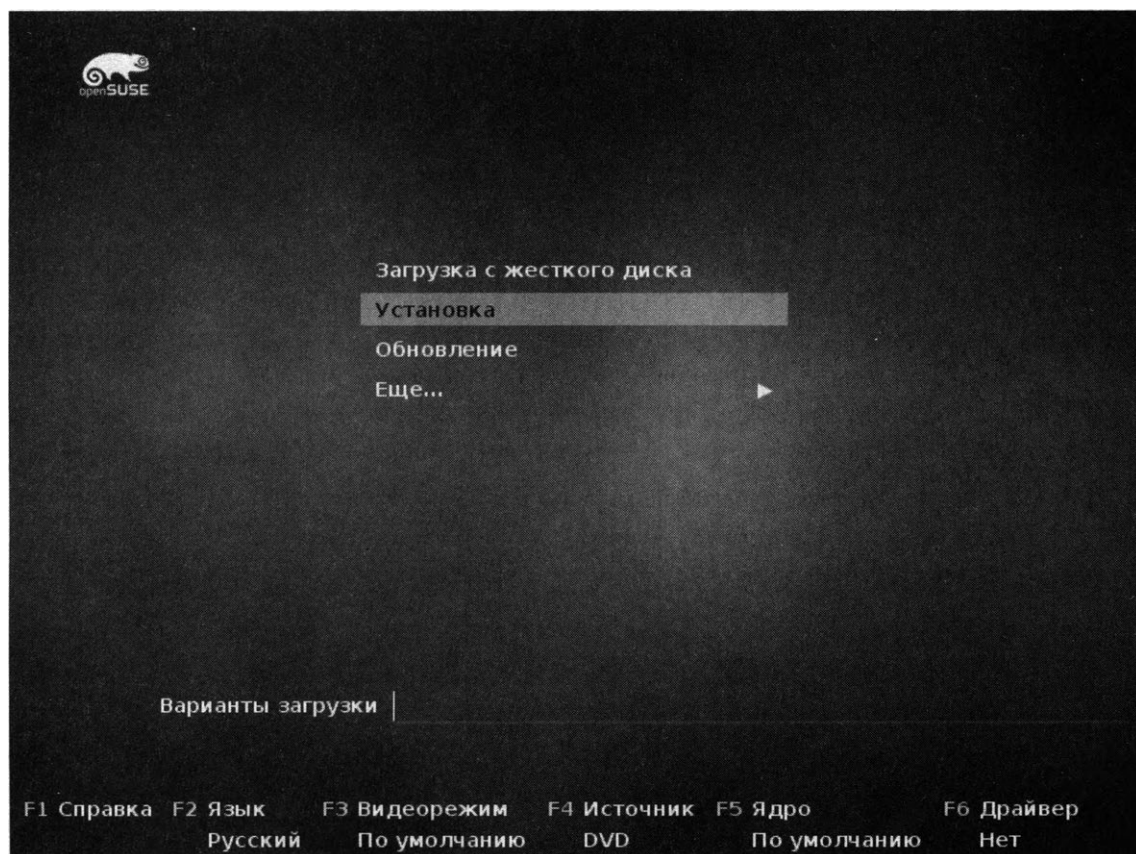 openSUSE
Загрузка с жесткого диска
Установка
Обновление
Еще...
Варианты загрузки
F1 Справка F2 Язык F3 Видеорежим F4 Источник F5 Ядро F6 Драйвер
Русский По умолчанию DVD По умолчанию Нет